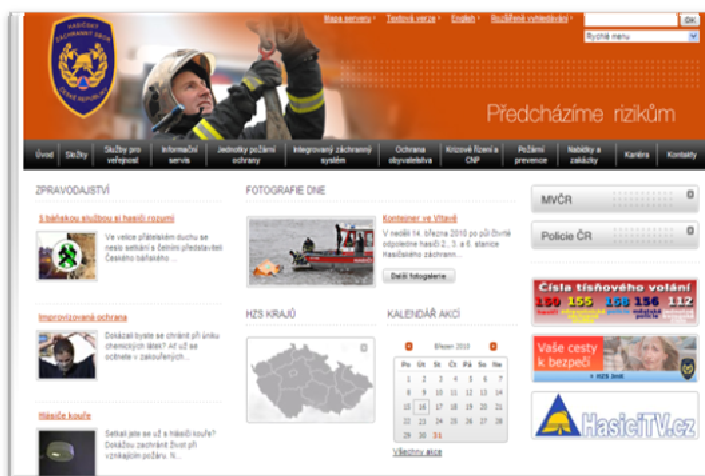 HASIČSKÝ
ZÁCHRANNÝ SBOR
ČESKÉ REPUBLIKY
Mapa serveru Textová verze English Rozšířené vyhledávání
OK
Rychlé menu
Předcházíme rizikům
Úvod Služby Služby pro veřejnost Informační servis Jednotky požární ochrany Integrovaný záchranný systém Ochrana obyvatelstva Krizové řízení a CNP Požární prevence Nabídky a zakázky Kariéra Kontakty
ZPRAVODAJSTVÍ
S báňskou službou si hasiči rozumí
Ve velice přátelském duchu se
neslo setkání s čelními představiteli
Českého báňského ...
Improvizovaná ochrana
Dokázali byste se chránit při úniku
chemických látek? Ať už se
ocitnete v zakouřených...
Hlásiče kouře
Setkali jste se už s hlásiči kouře?
Dokážou zachránit život při
vznikajícím požáru. N...
FOTOGRAFIE DNE
Kontejner ve Vltavě
V neděli 14. března 2010 po půl čtvrté
odpoledne hasiči 2., 3. a 6. stanice
Hasičského záchrann...
Další fotogalerie
HZS KRAJŮ
KALENDÁŘ AKCÍ
Březen 2010
Po Út St Čt Pá So Ne
1 2 3 4 5 6 7
8 9 10 11 12 13 14
15 16 17 18 19 20 21
22 23 24 25 26 27 28
29 30 31
Všechny akce
MVČR
Policie ČR
Čísla tísňového volání
150 155 158 156 112
hasiči
Vaše cesty
k bezpečí
HasiciTV.cz